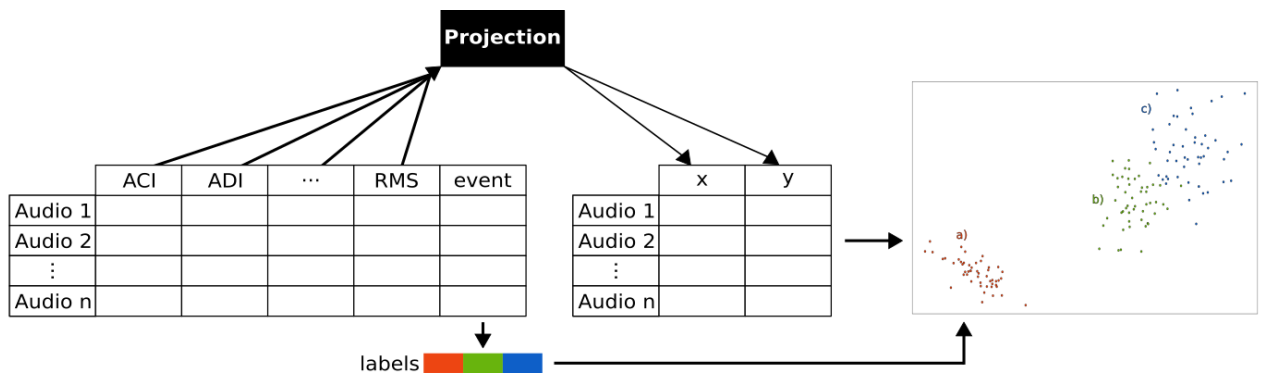 Projection
ACI ADI ... RMS event
Audio 1
Audio 2
⋮
Audio n
labels
x y
Audio 1
Audio 2
⋮
Audio n
a)
b)
c)